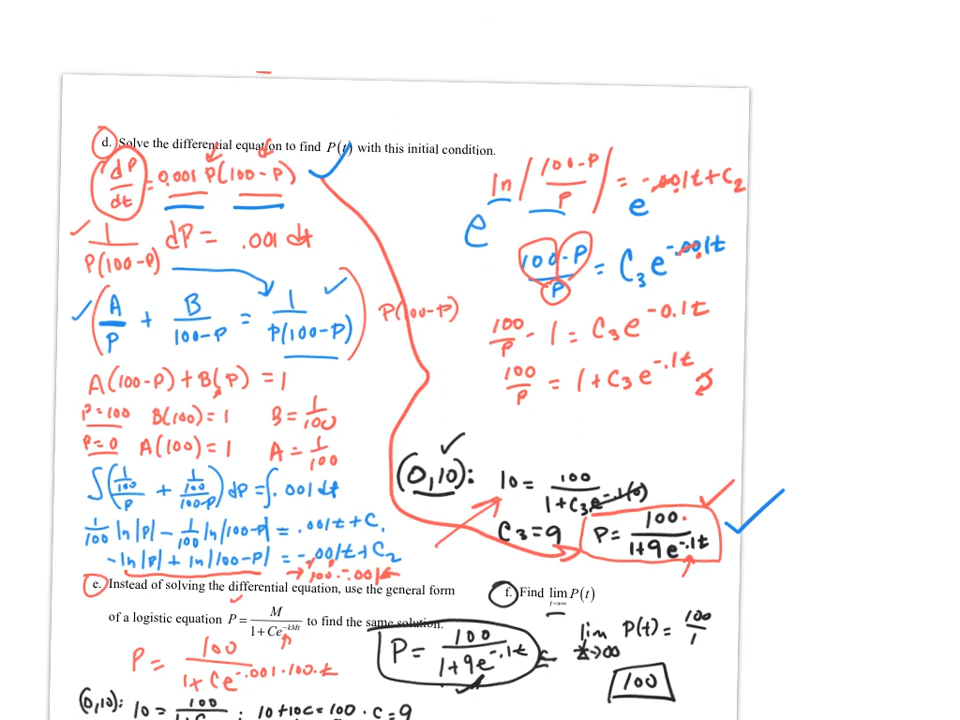 d. Solve the differential equation to find P(t) with this initial condition.
dP/dt = 0.001 P(100-P)
1/(P(100-P)) dP = .001 dt
(A/P + B/(100-P) = 1/(P(100-P))) P(100-P)
A(100-P) + B(P) = 1
P=100 B(100) = 1 B = 1/100
P=0 A(100) = 1 A = 1/100
∫((1/100)/P + (1/100)/(100-P)) dP = ∫.001 dt
1/100 ln|P| - 1/100 ln|100-P| = .001t + C,
-ln|P| + ln|100-P| = -.001t + C2
→ 100·-.001t
e ln|(100-P)/P| = e -.001t + C2
(100-P)/P = C3 e^-.001t
100/P - 1 = C3 e^-0.1t
100/P = 1 + C3 e^-.1t
(0,10): 10 = 100/(1+C3 e^-.1(0))
C3 = 9 P = 100/(1+9e^-.1t)
e. Instead of solving the differential equation, use the general form
of a logistic equation P = M/(1+Ce^-kMt) to find the same solution.
P = 100/(1+Ce^-.001·100·t)
P = 100/(1+9e^-.1t)
(0,10): 10 = 100/(1+C ; 10+10C = 100 · C = 9
f. Find lim t→∞ P(t)
lim t→∞ P(t) = 100/1
100